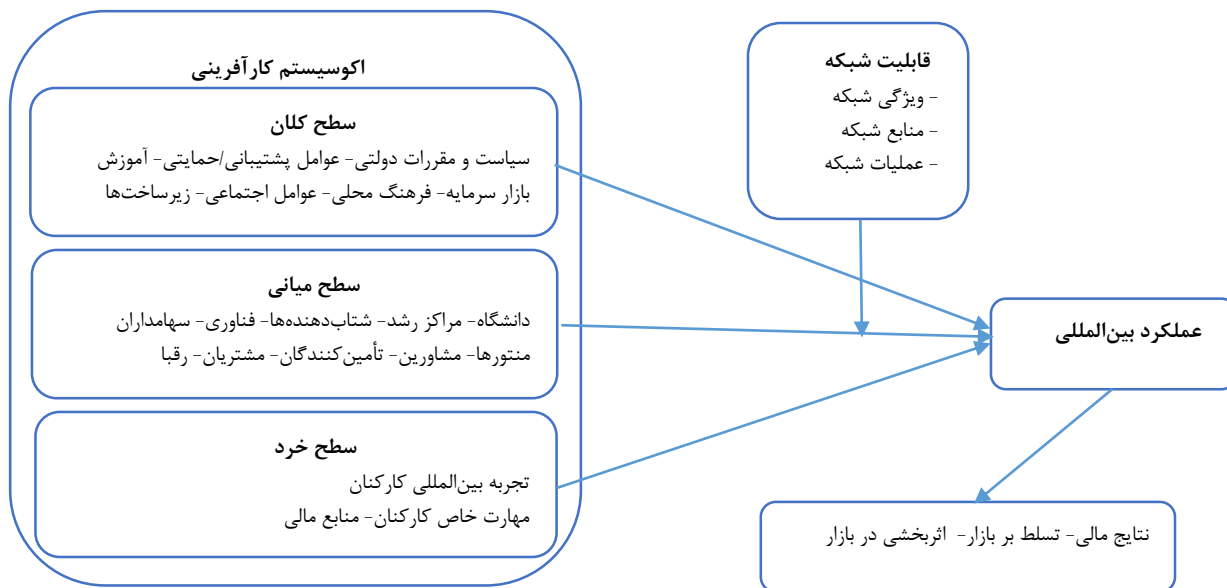 اکوسیستم کارآفرینی
سطح کلان
سیاست و مقررات دولتی- عوامل پشتیبانی/حمایتی- آموزش
بازار سرمایه- فرهنگ محلی- عوامل اجتماعی- زیرساخت‌ها
سطح میانی
دانشگاه- مراکز رشد- شتاب‌دهنده‌ها- فناوری- سهامداران
منتورها- مشاورین- تأمین‌کنندگان- مشتریان- رقبا
سطح خرد
تجربه بین‌المللی کارکنان
مهارت خاص کارکنان- منابع مالی
قابلیت شبکه
- ویژگی شبکه
- منابع شبکه
- عملیات شبکه
عملکرد بین‌المللی
نتایج مالی- تسلط بر بازار- اثربخشی در بازار